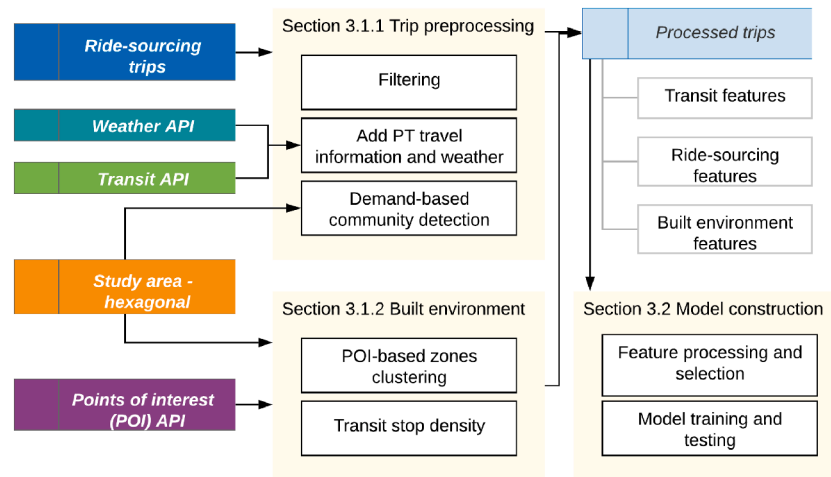 Ride-sourcing
trips
Weather API
Transit API
Study area -
hexagonal
Points of interest
(POI) API
Section 3.1.1 Trip preprocessing
Filtering
Add PT travel
information and weather
Demand-based
community detection
Section 3.1.2 Built environment
POI-based zones
clustering
Transit stop density
Processed trips
Transit features
Ride-sourcing
features
Built environment
features
Section 3.2 Model construction
Feature processing and
selection
Model training and
testing